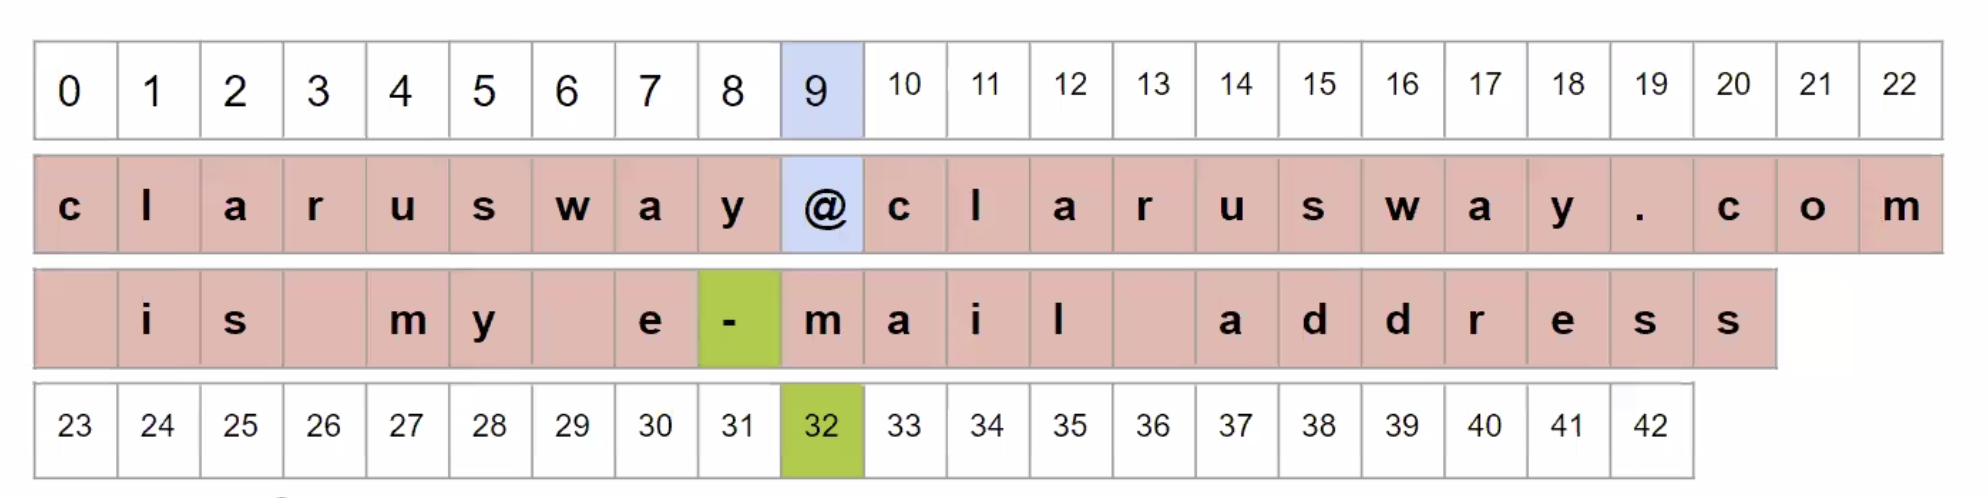 0 1 2 3 4 5 6 7 8 9 10 11 12 13 14 15 16 17 18 19 20 21 22
c l a r u s w a y @ c l a r u s w a y . c o m
i s m y e - m a i l a d d r e s s
23 24 25 26 27 28 29 30 31 32 33 34 35 36 37 38 39 40 41 42